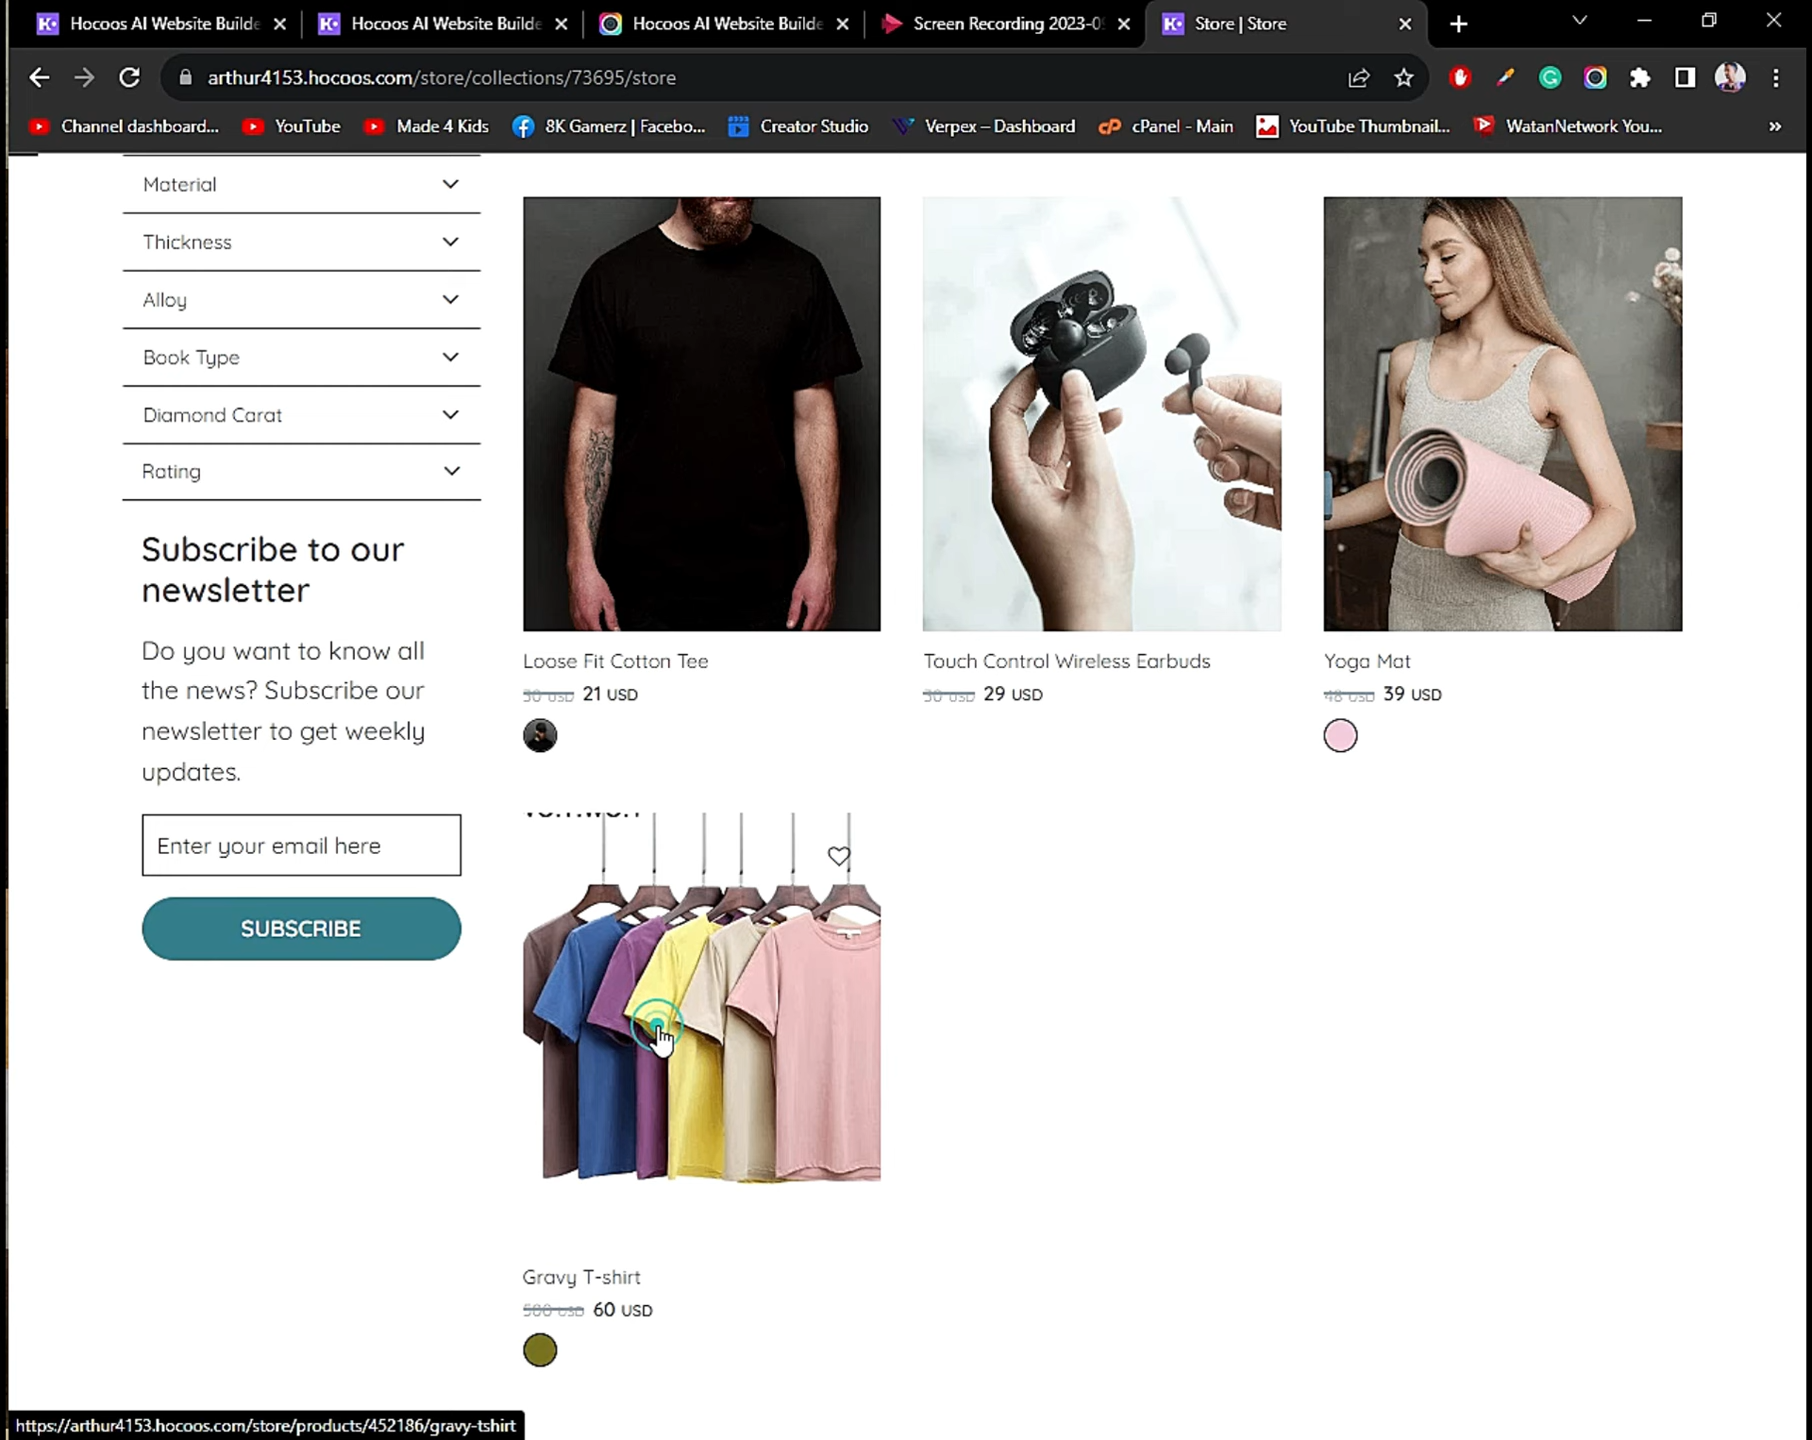 Hocoos AI Website Builde
Hocoos AI Website Builde
Hocoos AI Website Builde
Screen Recording 2023-0
Store | Store
arthur4153.hocoos.com/store/collections/73695/store
Channel dashboard...
YouTube
Made 4 Kids
8K Gamerz | Facebo...
Creator Studio
Verpex – Dashboard
cPanel - Main
YouTube Thumbnail...
WatanNetwork You...
Material
Thickness
Alloy
Book Type
Diamond Carat
Rating
Subscribe to our
newsletter
Do you want to know all
the news? Subscribe our
newsletter to get weekly
updates.
Enter your email here
SUBSCRIBE
Loose Fit Cotton Tee
30 USD 21 USD
Touch Control Wireless Earbuds
30 USD 29 USD
Yoga Mat
48 USD 39 USD
Gravy T-shirt
500 USD 60 USD
https://arthur4153.hocoos.com/store/products/452186/gravy-tshirt